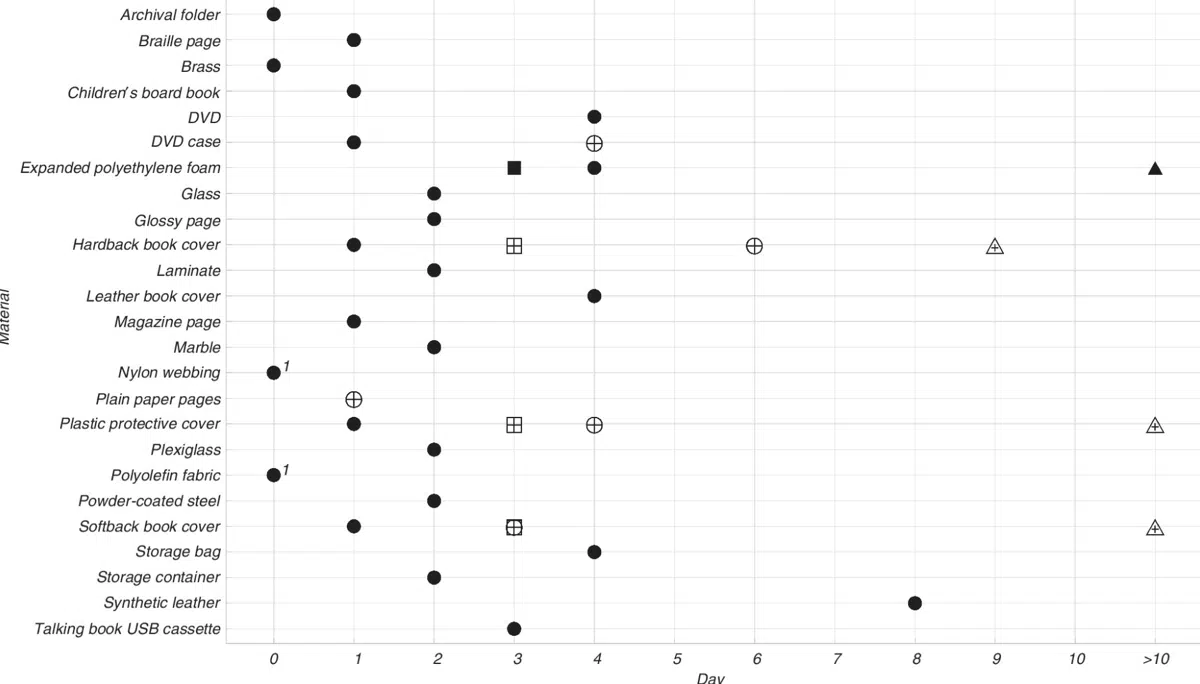 Archival folder
Braille page
Brass
Children's board book
DVD
DVD case
Expanded polyethylene foam
Glass
Glossy page
Hardback book cover
Laminate
Leather book cover
Magazine page
Marble
Nylon webbing 1
Plain paper pages
Plastic protective cover
Plexiglass
Polyolefin fabric 1
Powder-coated steel
Softback book cover
Storage bag
Storage container
Synthetic leather
Talking book USB cassette
Material
0 1 2 3 4 5 6 7 8 9 10 >10
Day